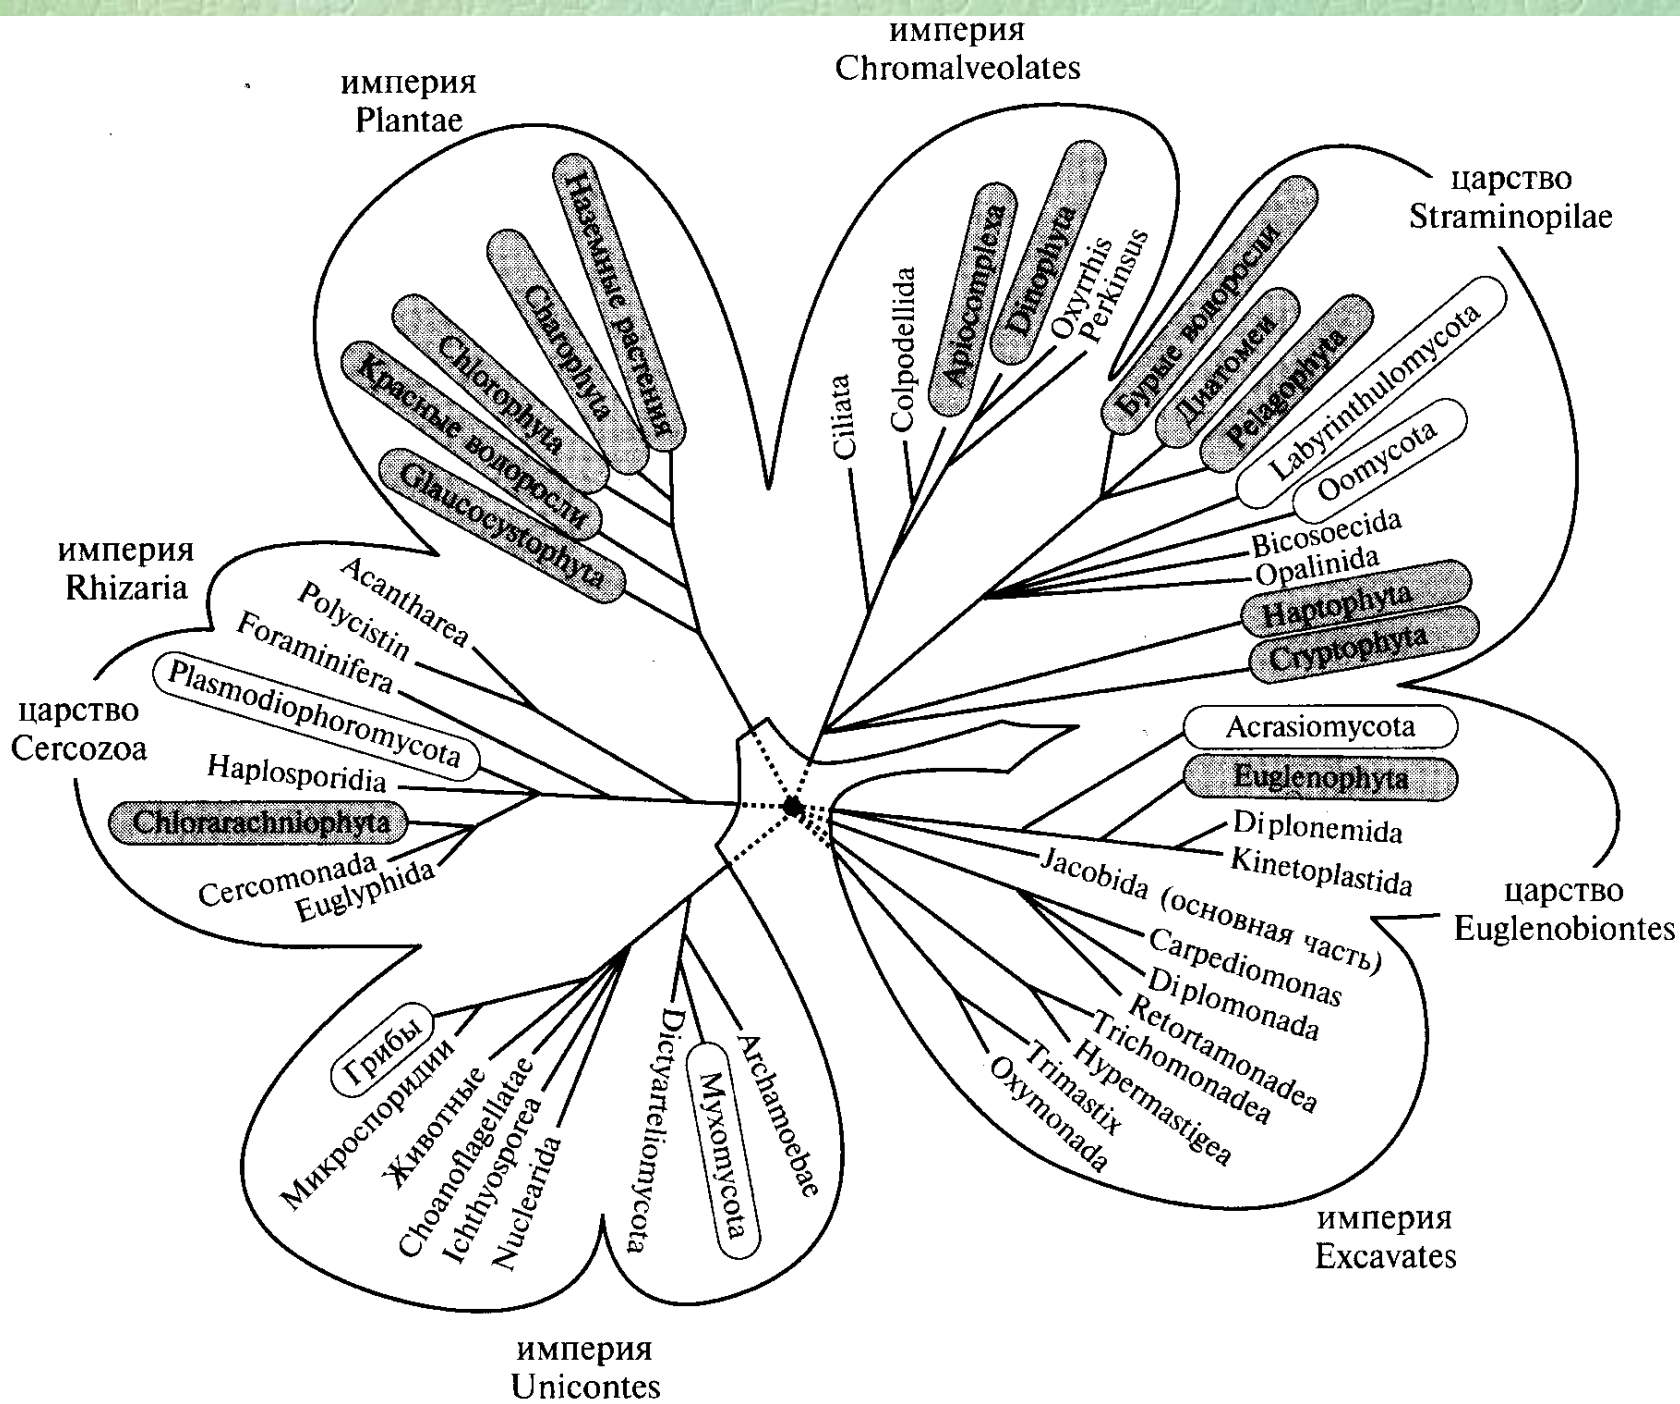 империя
Chromalveolates
империя
Plantae
царство
Straminopilae
Наземные растения
Charophyta
Chlorophyta
Красные водоросли
Glaucocystophyta
Ciliata
Colpodellida
Apiocomplexa
Dinophyta
Oxyrrhis
Perkinsus
Бурые водоросли
Диатомеи
Pelagophyta
Labyrinthulomycota
Oomycota
Bicosoecida
Opalinida
Haptophyta
Cryptophyta
империя
Rhizaria
Acantharea
Polycistin
Foraminifera
Plasmodiophoromycota
царство
Cercozoa
Haplosporidia
Chlorarachniophyta
Cercomonada
Euglyphida
Acrasiomycota
Euglenophyta
Diplonemida
Kinetoplastida
царство
Euglenobiontes
Jacobida (основная часть)
Carpediomonas
Diplomonada
Retortamonadea
Trichomonadea
Hypermastigea
Trimastix
Oxymonada
империя
Excavates
Грибы
Микроспоридии
Животные
Choanoflagellatae
Ichthyosporea
Nuclearida
Dictyarteliomycota
Myxomycota
Archamoebae
империя
Unicontes